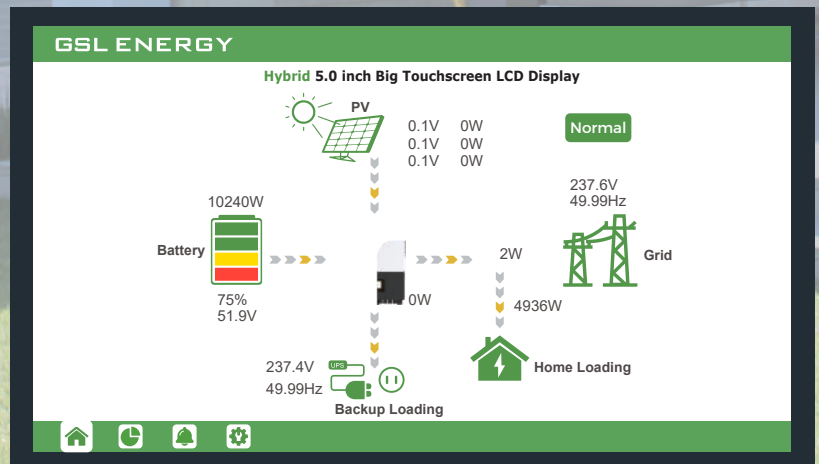 GSL ENERGY
Hybrid 5.0 inch Big Touchscreen LCD Display
PV
0.1V 0W
0.1V 0W
0.1V 0W
Normal
237.6V
49.99Hz
Grid
10240W
Battery
75%
51.9V
2W
0W
4936W
Home Loading
237.4V
UPS
49.99Hz
Backup Loading